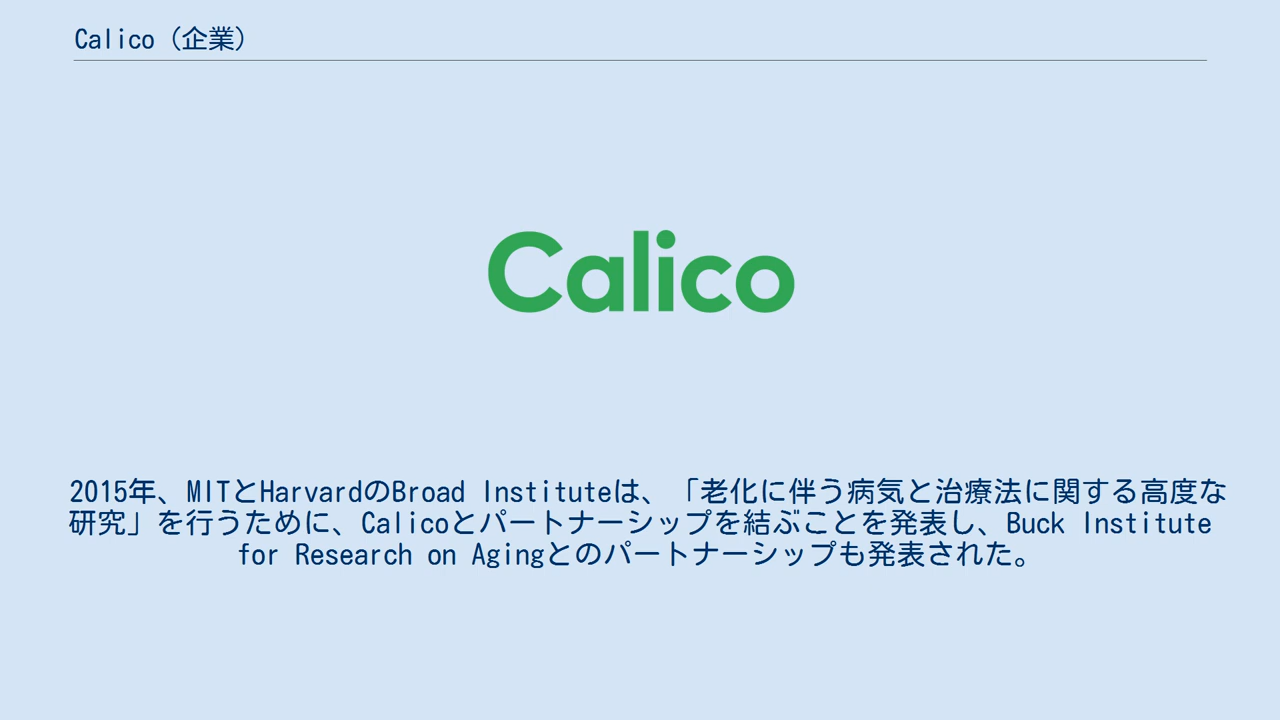 Calico（企業）
Calico
2015年、MITとHarvardのBroad Instituteは、「老化に伴う病気と治療法に関する高度な
研究」を行うために、Calicoとパートナーシップを結ぶことを発表し、Buck Institute
for Research on Agingとのパートナーシップも発表された。